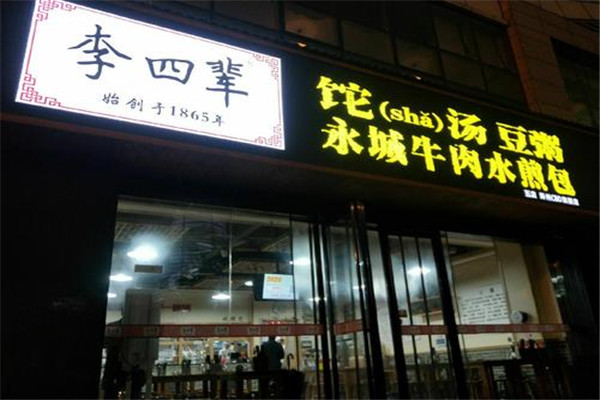 李四辈
始创于1865年
饦(shǎ)汤 豆粥
永城牛肉水煎包